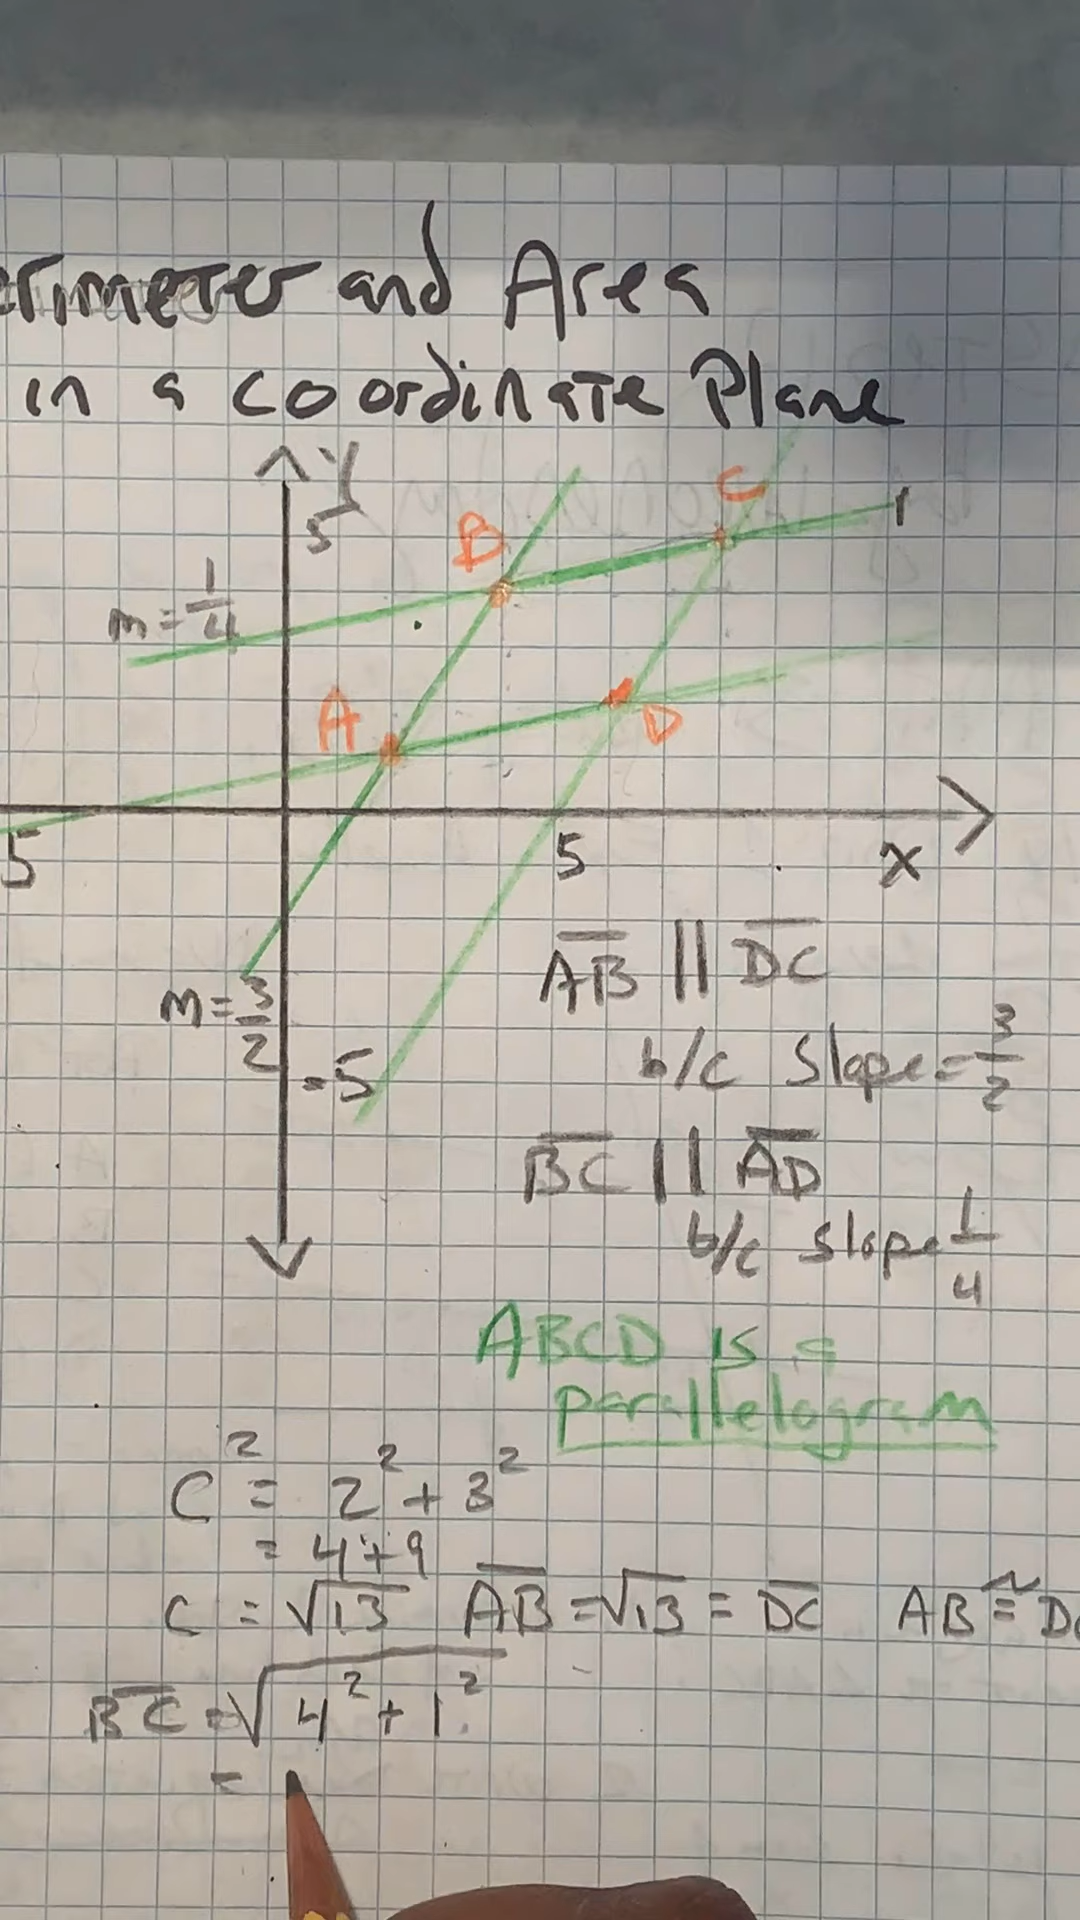 erimeter and Area
in a coordinate Plane
y
5
B
C
m = 1/4
A
D
5
5
x
m = 3/2
-5
AB || DC
b/c Slope = 3/2
BC || AD
b/c slope 1/4
ABCD is a
parallelogram
C² = 2² + 3²
= 4 + 9
C = √13 AB = √13 = DC AB ≅ DC
BC = √4² + 1²
=